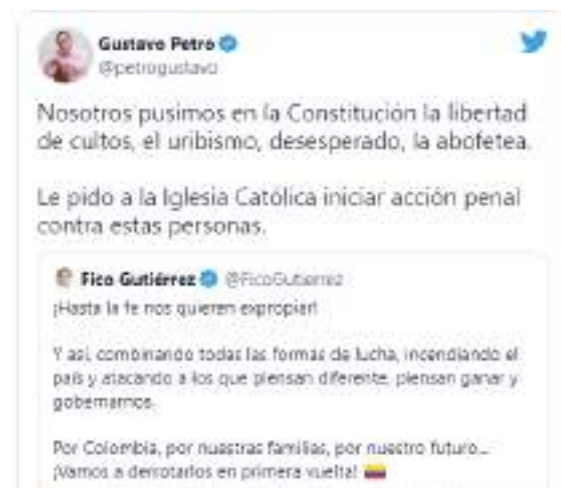 Gustavo Petro
@petrogustavo
Nosotros pusimos en la Constitución la libertad
de cultos, el uribismo, desesperado, la abofetea.
Le pido a la Iglesia Católica iniciar acción penal
contra estas personas.
Fico Gutiérrez @FicoGutierrez
¡Hasta la fe nos quieren expropiar!
Y así, combinando todas las formas de lucha, incendiando el
país y atacando a los que piensan diferente, piensan ganar y
gobernarnos.
Por Colombia, por nuestras familias, por nuestro futuro...
¡Vamos a derrotarlos en primera vuelta! 🇨🇴